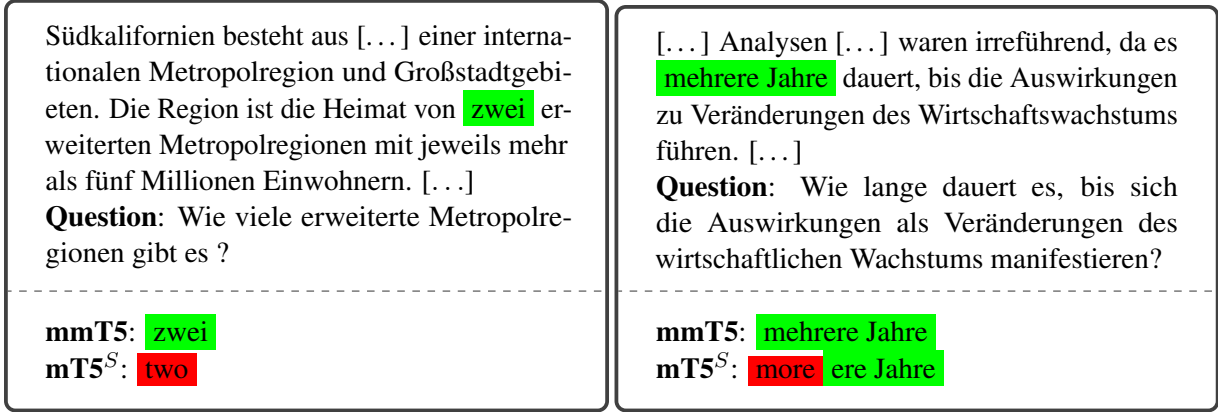 Südkalifornien besteht aus [...] einer interna-
tionalen Metropolregion und Großstadtgebi-
eten. Die Region ist die Heimat von zwei er-
weiterten Metropolregionen mit jeweils mehr
als fünf Millionen Einwohnern. [...]
Question: Wie viele erweiterte Metropolre-
gionen gibt es ?
mmT5: zwei
mT5^S: two
[...] Analysen [...] waren irreführend, da es
mehrere Jahre dauert, bis die Auswirkungen
zu Veränderungen des Wirtschaftswachstums
führen. [...]
Question: Wie lange dauert es, bis sich
die Auswirkungen als Veränderungen des
wirtschaftlichen Wachstums manifestieren?
mmT5: mehrere Jahre
mT5^S: more ere Jahre